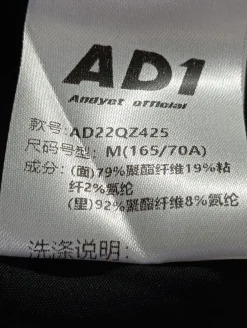 AD1
Andyet official
款号:AD22QZ425
尺码号型: M(165/70A)
成分: (面)79%聚酯纤维19%粘
纤2%氨纶
(里)92%聚酯纤维8%氨纶
洗涤说明: